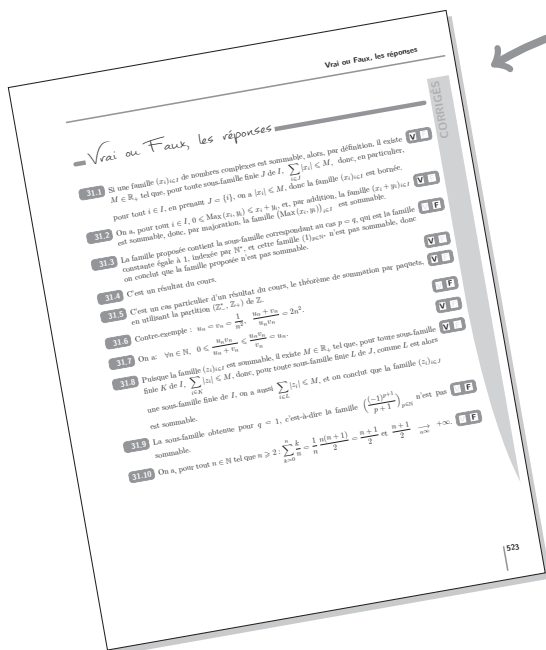 Vrai ou Faux, les réponses
CORRIGÉS
Vrai ou Faux, les réponses
31.1 Si une famille (x_i)_{i∈I} de nombres complexes est sommable, alors, par définition, il existe V
M ∈ ℝ₊ tel que, pour toute sous-famille finie J de I, ∑_{i∈J} |x_i| ⩽ M, donc, en particulier,
pour tout i ∈ I, en prenant J = {i}, on a |x_i| ⩽ M, donc la famille (x_i)_{i∈I} est bornée.
31.2 On a, pour tout i ∈ I, 0 ⩽ Max (x_i, y_i) ⩽ x_i + y_i, et, par addition, la famille (x_i + y_i)_{i∈I} V
est sommable, donc, par majoration, la famille (Max (x_i, y_i))_{i∈I} est sommable.
31.3 La famille proposée contient la sous-famille correspondant au cas p = q, qui est la famille F
constante égale à 1, indexée par ℕ*, et cette famille (1)_{p∈ℕ*} n'est pas sommable, donc
on conclut que la famille proposée n'est pas sommable.
31.4 C'est un résultat du cours. V
31.5 C'est un cas particulier d'un résultat du cours, le théorème de sommation par paquets, V
en utilisant la partition (ℤ*₋, ℤ₊) de ℤ.
31.6 Contre-exemple : u_n = v_n = 1/n², (u_n + v_n)/(u_n v_n) = 2n². F
31.7 On a: ∀n ∈ ℕ, 0 ⩽ (u_n v_n)/(u_n + v_n) ⩽ (u_n v_n)/v_n = u_n. V
31.8 Puisque la famille (z_i)_{i∈I} est sommable, il existe M ∈ ℝ₊ tel que, pour toute sous-famille V
finie K de I, ∑_{i∈K} |z_i| ⩽ M, donc, pour toute sous-famille finie L de J, comme L est alors
une sous-famille finie de I, on a aussi ∑_{i∈L} |z_i| ⩽ M, et on conclut que la famille (z_i)_{i∈J}
est sommable.
31.9 La sous-famille obtenue pour q = 1, c'est-à-dire la famille ((−1)^{p+1}/(p + 1))_{p∈ℕ} n'est pas F
sommable.
31.10 On a, pour tout n ∈ ℕ tel que n ⩾ 2 : ∑_{k=0}^{n} k/n = 1/n n(n + 1)/2 = (n + 1)/2 et (n + 1)/2 →_{n∞} +∞. F
523